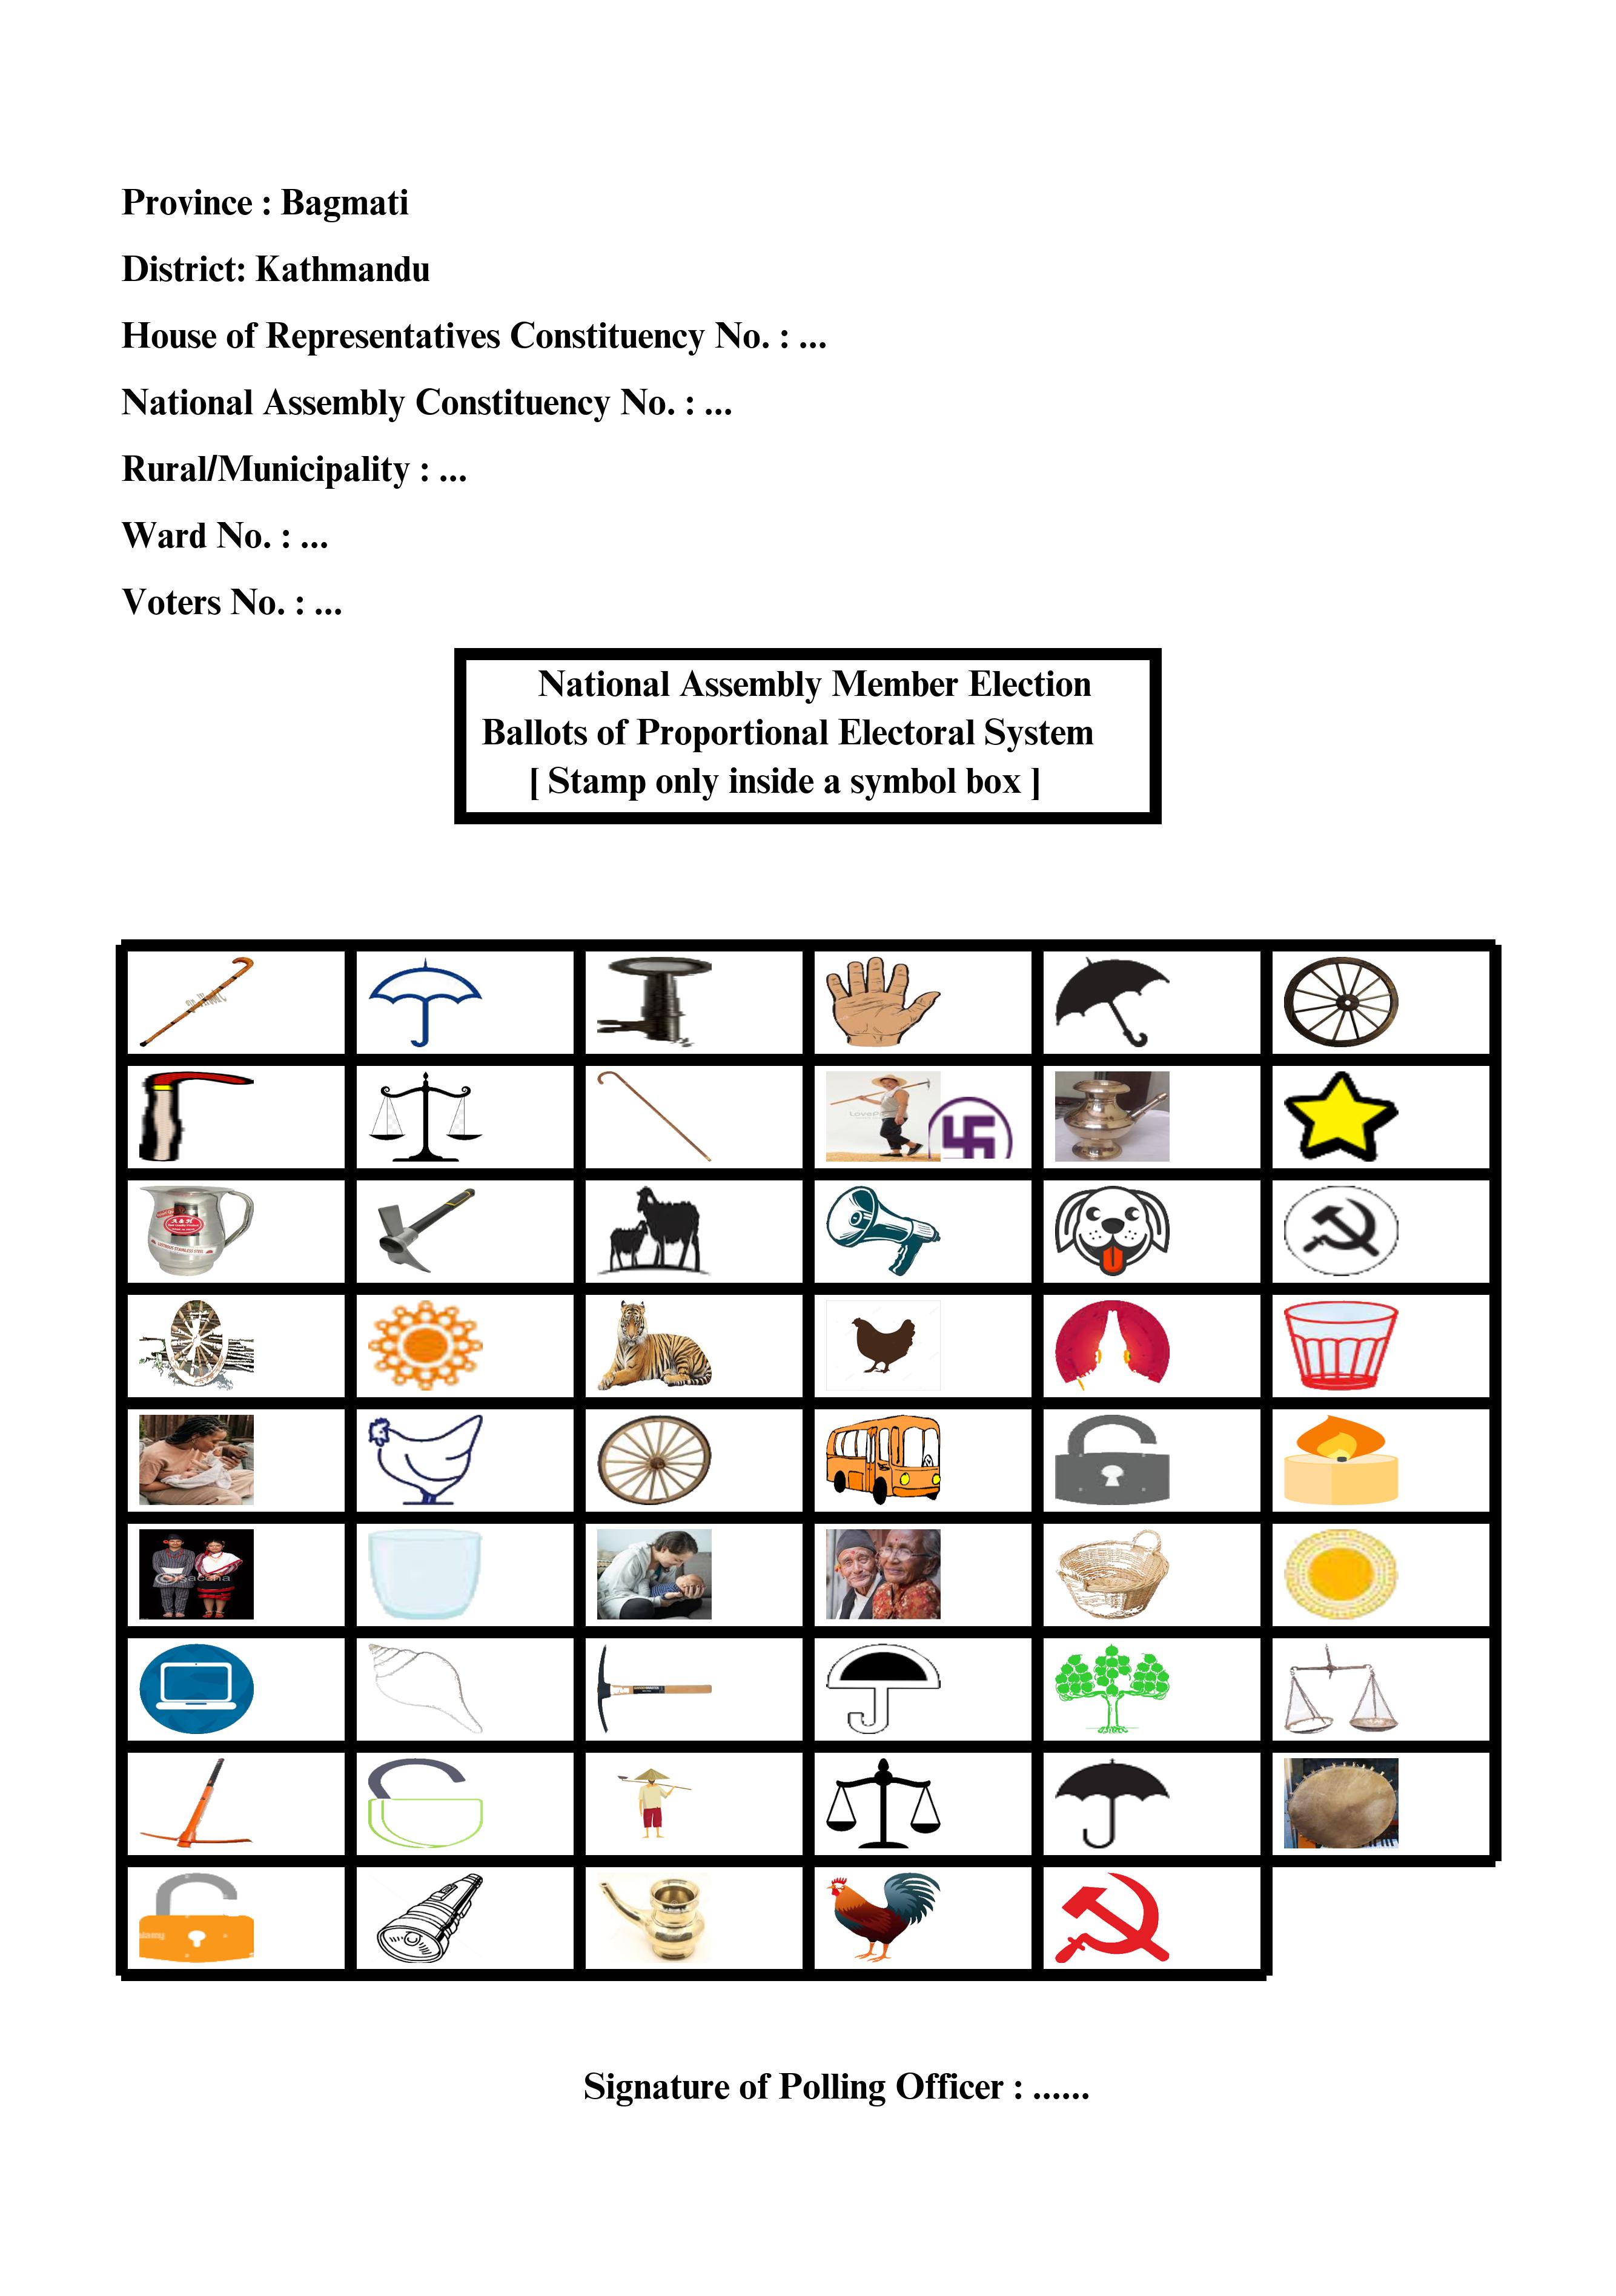 Province : Bagmati
District: Kathmandu
House of Representatives Constituency No. : ...
National Assembly Constituency No. : ...
Rural/Municipality : ...
Ward No. : ...
Voters No. : ...
National Assembly Member Election
Ballots of Proportional Electoral System
[ Stamp only inside a symbol box ]
Signature of Polling Officer : ......